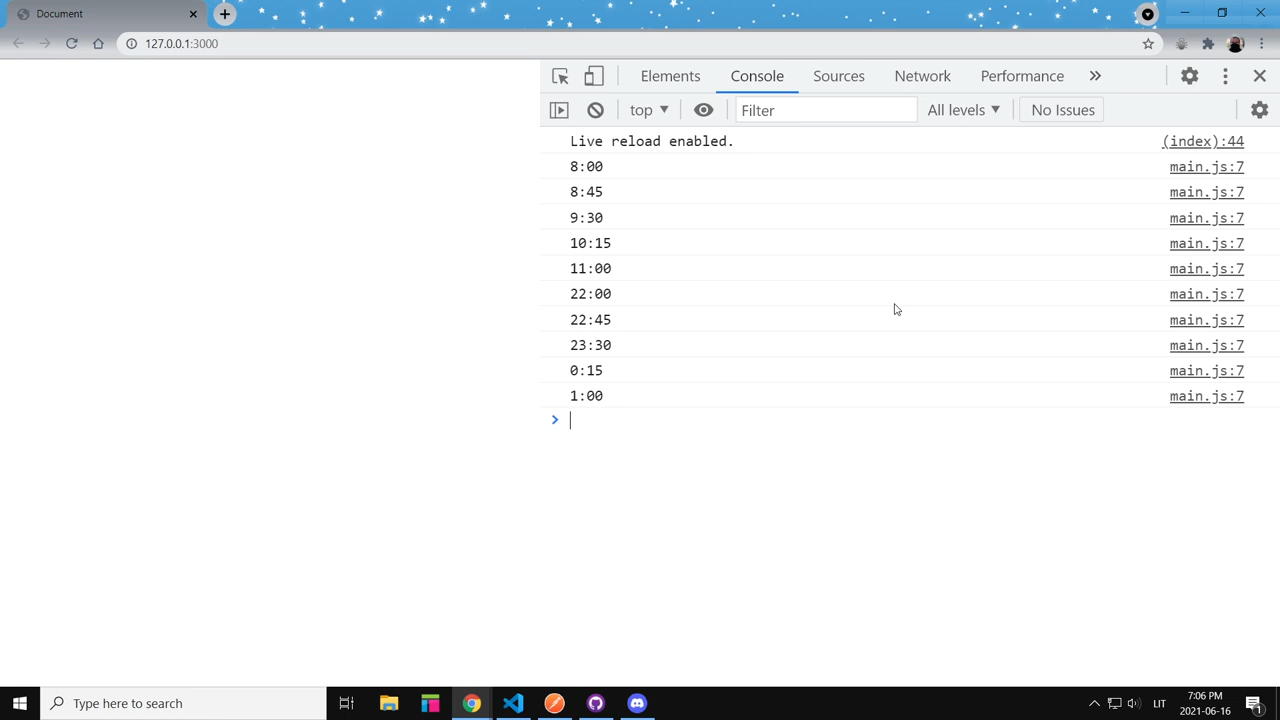 Document
127.0.0.1:3000
Elements Console Sources Network Performance
top Filter All levels No Issues
Live reload enabled. (index):44
8:00 main.js:7
8:45 main.js:7
9:30 main.js:7
10:15 main.js:7
11:00 main.js:7
22:00 main.js:7
22:45 main.js:7
23:30 main.js:7
0:15 main.js:7
1:00 main.js:7
Type here to search
LIT
7:06 PM
2021-06-16
1